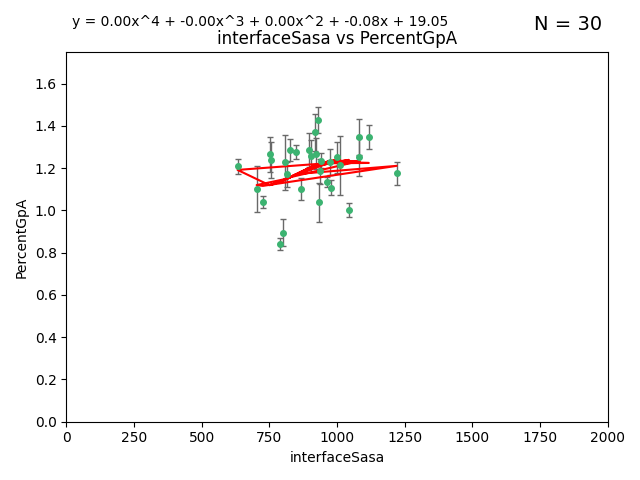 y = 0.00x^4 + -0.00x^3 + 0.00x^2 + -0.08x + 19.05
N = 30
interfaceSasa vs PercentGpA
PercentGpA
1.6
1.4
1.2
1.0
0.8
0.6
0.4
0.2
0.0
0 250 500 750 1000 1250 1500 1750 2000
interfaceSasa